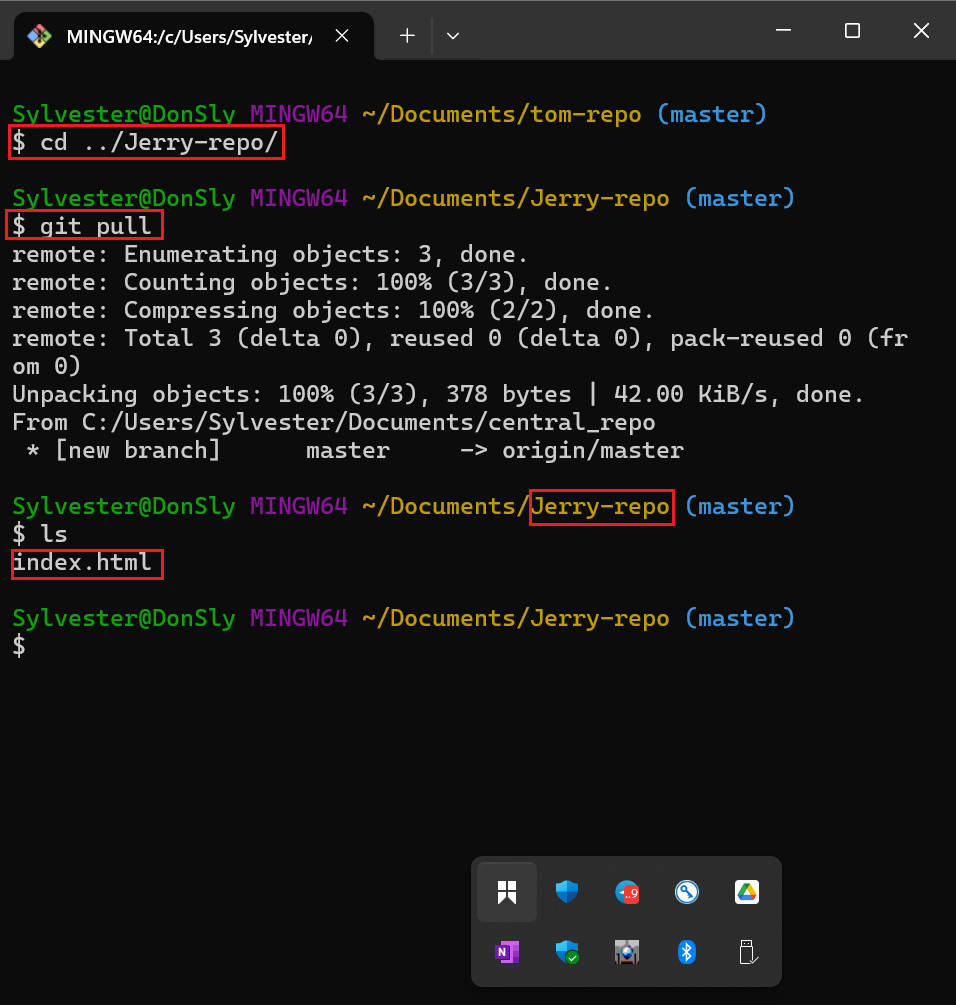 MINGW64:/c/Users/Sylvester/
Sylvester@DonSly MINGW64 ~/Documents/tom-repo (master)
$ cd ../Jerry-repo/
Sylvester@DonSly MINGW64 ~/Documents/Jerry-repo (master)
$ git pull
remote: Enumerating objects: 3, done.
remote: Counting objects: 100% (3/3), done.
remote: Compressing objects: 100% (2/2), done.
remote: Total 3 (delta 0), reused 0 (delta 0), pack-reused 0 (fr
om 0)
Unpacking objects: 100% (3/3), 378 bytes | 42.00 KiB/s, done.
From C:/Users/Sylvester/Documents/central_repo
 * [new branch]      master     -> origin/master
Sylvester@DonSly MINGW64 ~/Documents/Jerry-repo (master)
$ ls
index.html
Sylvester@DonSly MINGW64 ~/Documents/Jerry-repo (master)
$
..9
N